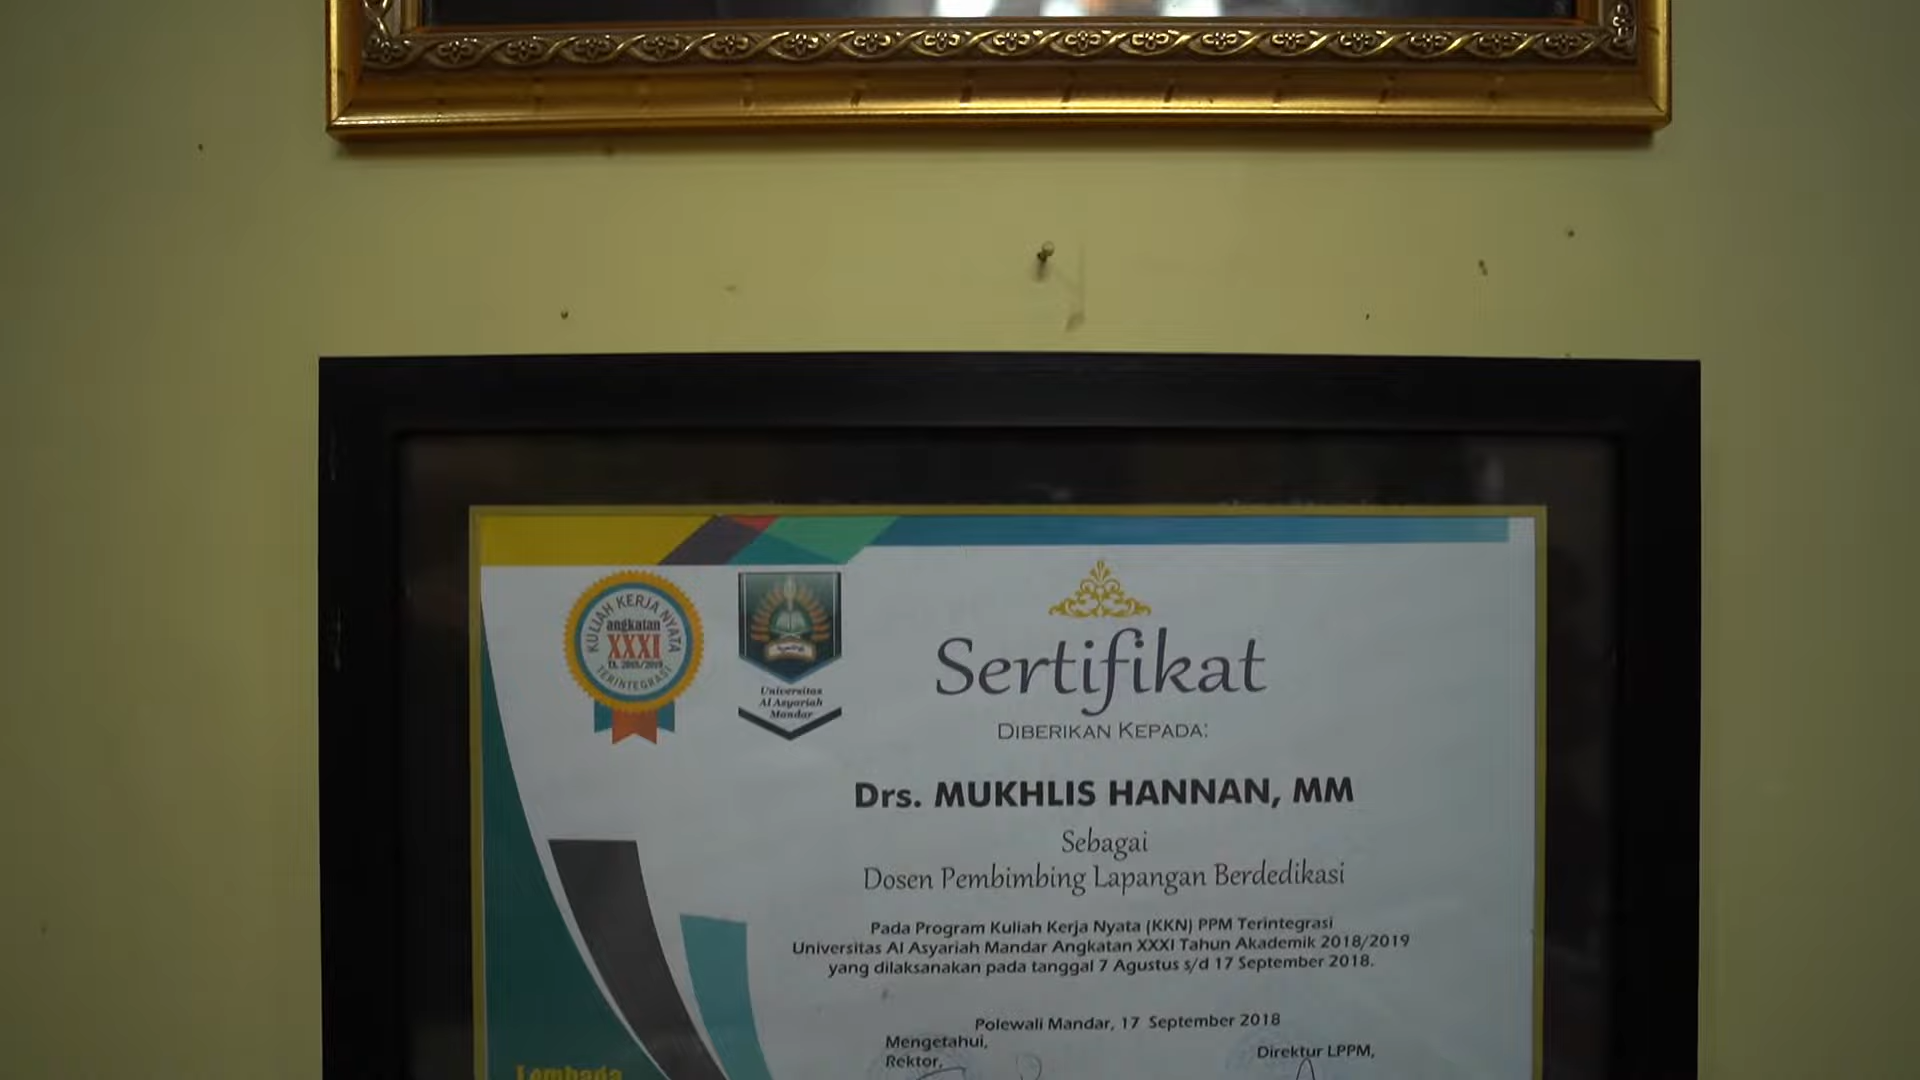 KULIAH KERJA NYATA
angkatan
XXXI
TA. 2018/2019
TERINTEGRASI
Universitas
Al Asyariah
Mandar
Sertifikat
DIBERIKAN KEPADA:
Drs. MUKHLIS HANNAN, MM
Sebagai
Dosen Pembimbing Lapangan Berdedikasi
Pada Program Kuliah Kerja Nyata (KKN) PPM Terintegrasi
Universitas Al Asyariah Mandar Angkatan XXXI Tahun Akademik 2018/2019
yang dilaksanakan pada tanggal 7 Agustus s/d 17 September 2018.
Polewali Mandar, 17 September 2018
Mengetahui,
Rektor,
Direktur LPPM,
Lembaga